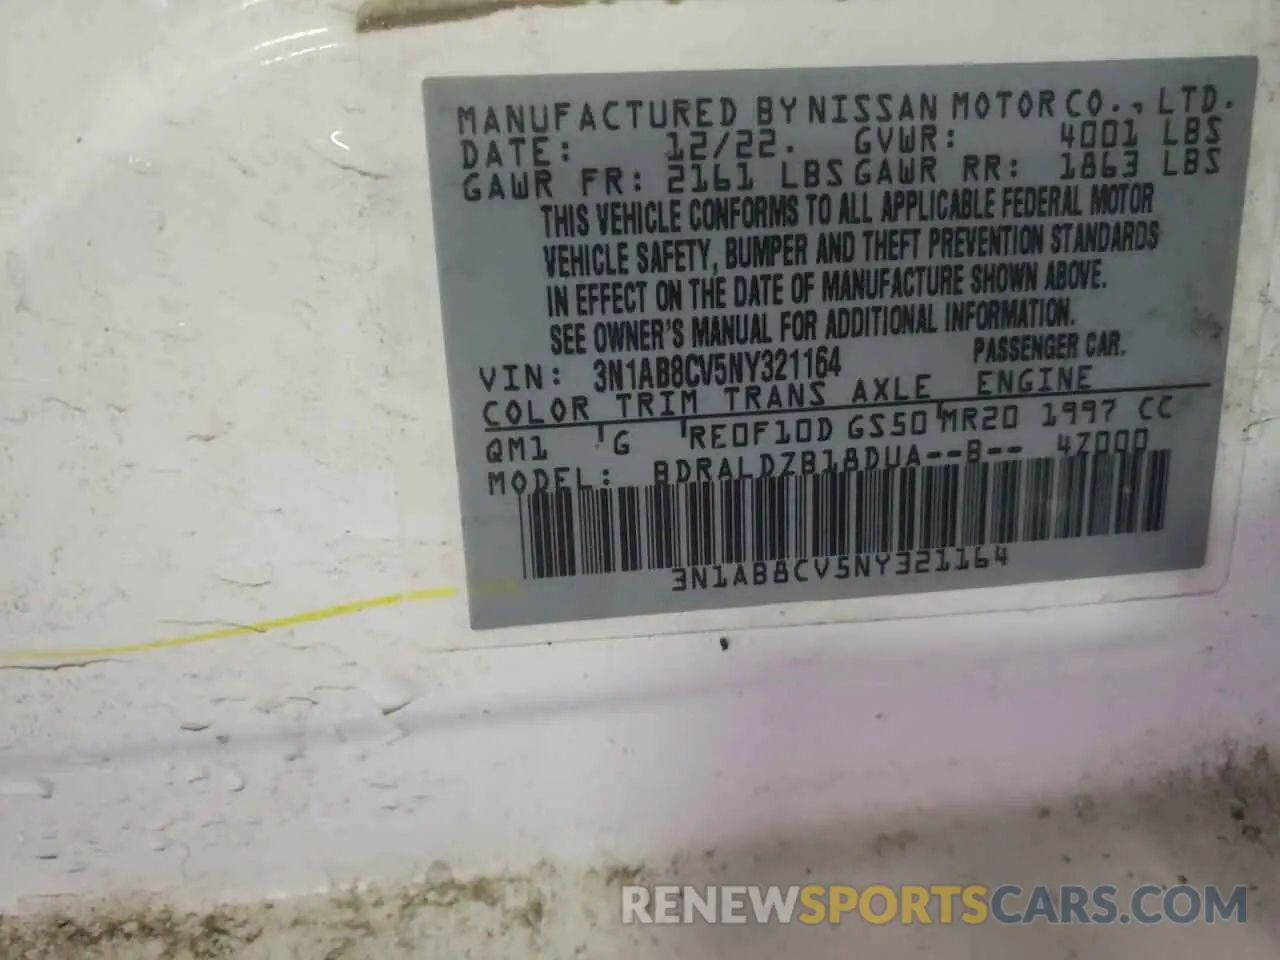 MANUFACTURED BY NISSAN MOTOR CO., LTD.
DATE: 12/22. GVWR: 4001 LBS
GAWR FR: 2161 LBS GAWR RR: 1863 LBS
THIS VEHICLE CONFORMS TO ALL APPLICABLE FEDERAL MOTOR
VEHICLE SAFETY, BUMPER AND THEFT PREVENTION STANDARDS
IN EFFECT ON THE DATE OF MANUFACTURE SHOWN ABOVE.
SEE OWNER'S MANUAL FOR ADDITIONAL INFORMATION.
VIN: 3N1AB8CV5NY321164 PASSENGER CAR.
COLOR TRIM TRANS AXLE ENGINE
QM1 G RE0F10D GS50 MR20 1997 CC
MODEL: BDRALDZB18DUA--B-- 4Z000
3N1AB8CV5NY321164
RENEWSPORTSCARS.COM